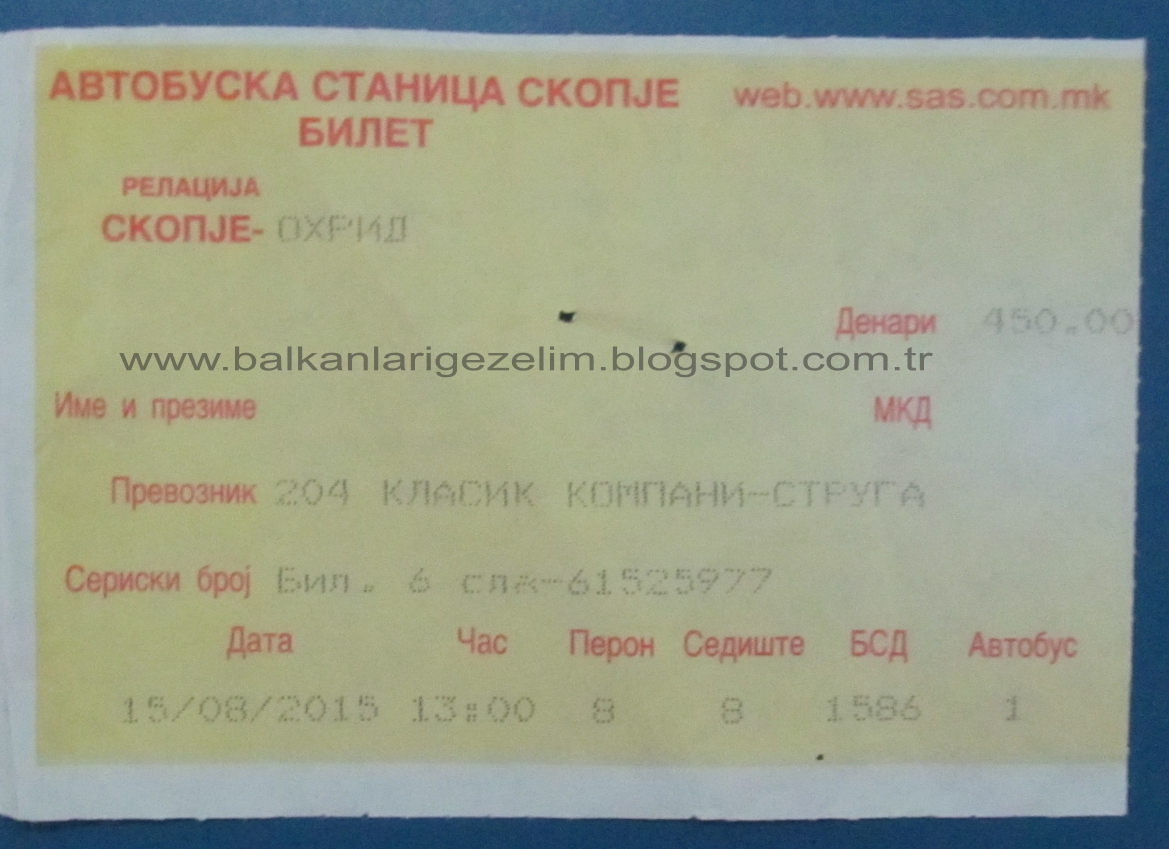 АВТОБУСКА СТАНИЦА СКОПЈЕ web.www.sas.com.mk
БИЛЕТ
РЕЛАЦИЈА
СКОПЈЕ- ОХРИД
Денари 450.00
www.balkanlarigezelim.blogspot.com.tr
Име и презиме МКД
Превозник 204 КЛАСИК КОМПАНИ-СТРУГА
Сериски број Бил. 6 слж-61525977
Дата Час Перон Седиште БСД Автобус
15/08/2015 13:00 8 8 1586 1